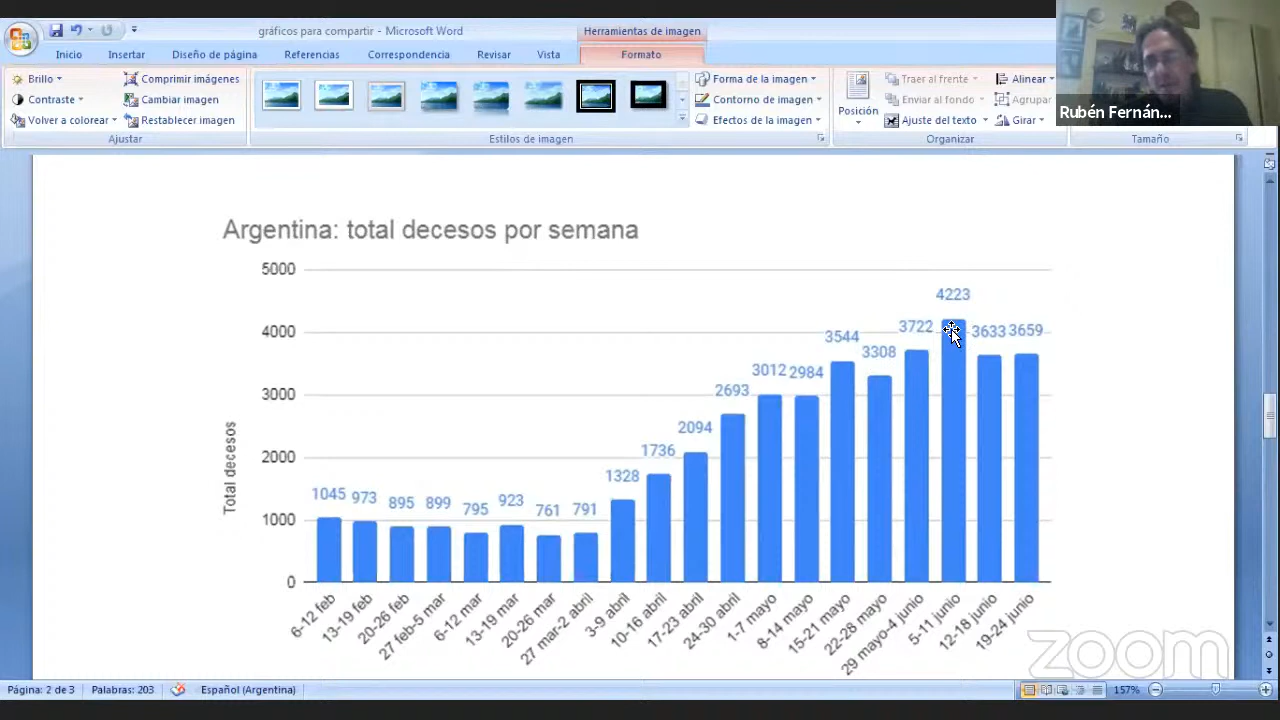 gráficos para compartir - Microsoft Word
Herramientas de imagen
Inicio Insertar Diseño de página Referencias Correspondencia Revisar Vista Formato
Brillo Comprimir imágenes
Contraste Cambiar imagen
Volver a colorear Restablecer imagen
Ajustar
Estilos de imagen
Forma de la imagen
Contorno de imagen
Efectos de la imagen
Posición
Traer al frente
Enviar al fondo
Ajuste del texto
Alinear
Agrupar
Girar
Organizar
Tamaño
Rubén Fernán...
Argentina: total decesos por semana
Total decesos
5000
4000
3000
2000
1000
0
1045 973 895 899 795 923 761 791 1328 1736 2094 2693 3012 2984 3544 3308 3722 4223 3633 3659
6-12 feb
13-19 feb
20-26 feb
27 feb-5 mar
6-12 mar
13-19 mar
20-26 mar
27 mar-2 abril
3-9 abril
10-16 abril
17-23 abril
24-30 abril
1-7 mayo
8-14 mayo
15-21 mayo
22-28 mayo
29 mayo-4 junio
5-11 junio
12-18 junio
19-24 junio
zoom
Página: 2 de 3 Palabras: 203 Español (Argentina) 157%